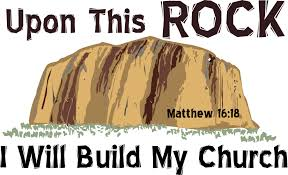 Upon This ROCK
Matthew 16:18
I Will Build My Church